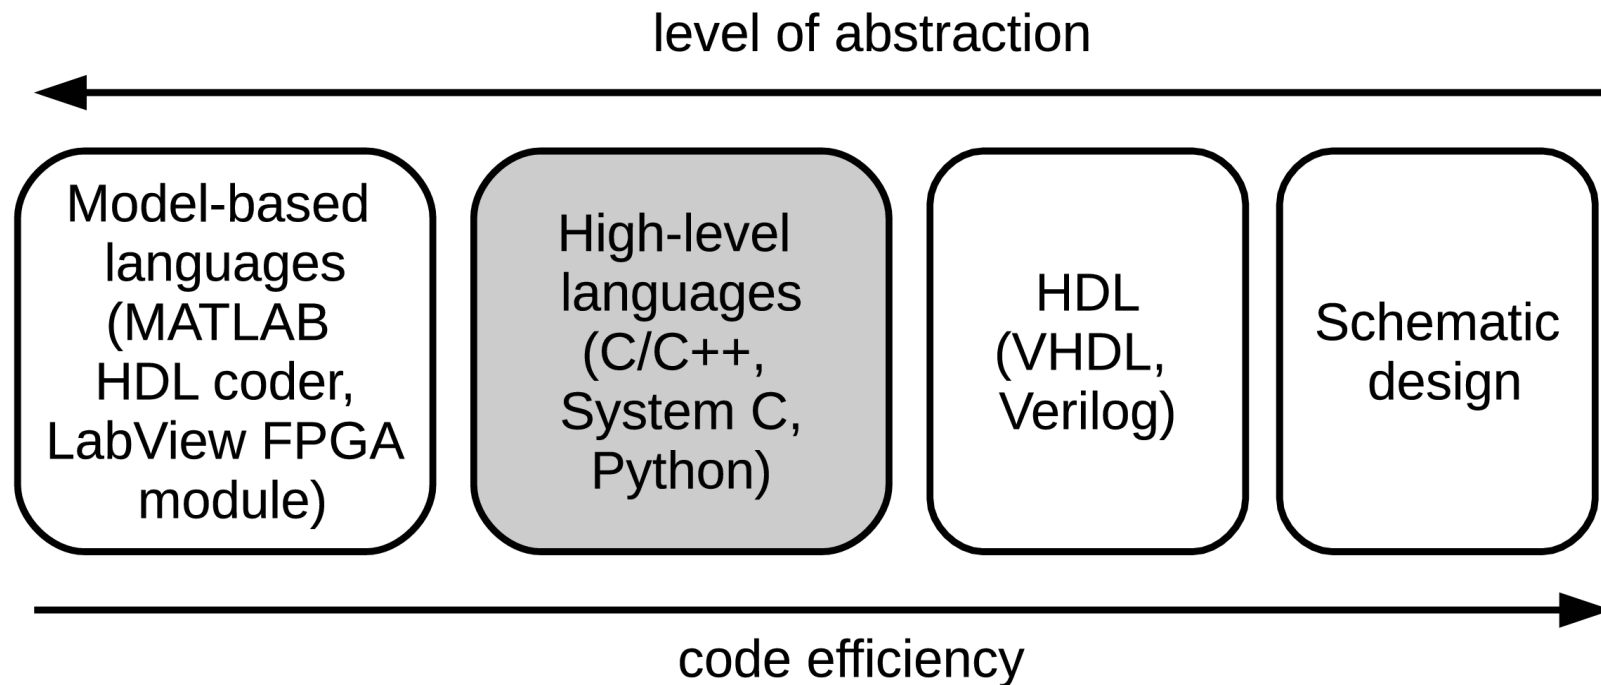 level of abstraction
Model-based
languages
(MATLAB
HDL coder,
LabView FPGA
module)
High-level
languages
(C/C++,
System C,
Python)
HDL
(VHDL,
Verilog)
Schematic
design
code efficiency